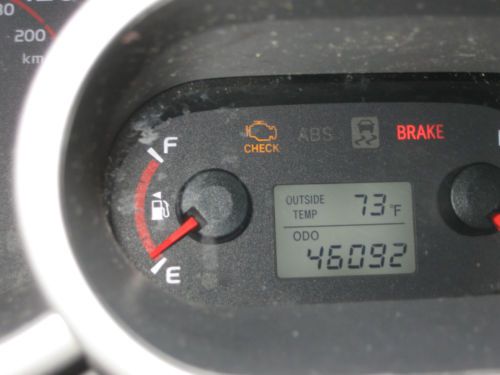 200
km
F
E
CHECK
ABS
BRAKE
OUTSIDE
TEMP 73°F
ODO
46092